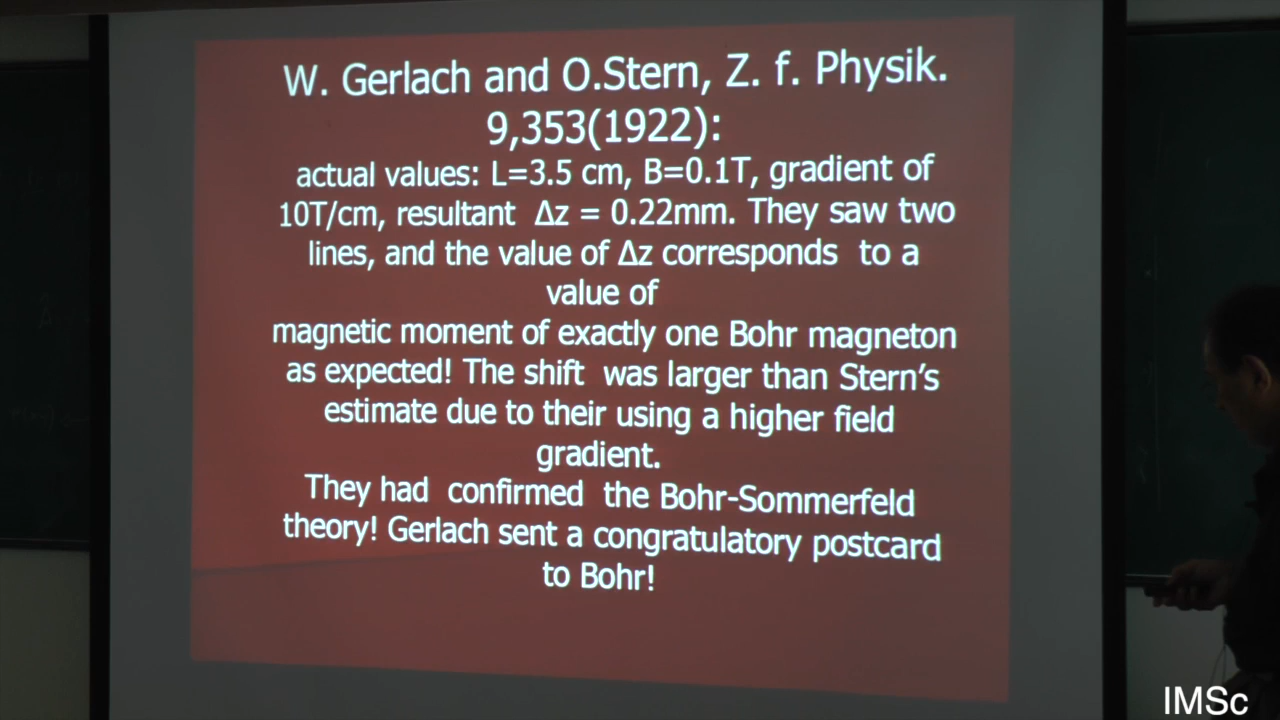 W. Gerlach and O.Stern, Z. f. Physik.
9,353(1922):
actual values: L=3.5 cm, B=0.1T, gradient of
10T/cm, resultant Δz = 0.22mm. They saw two
lines, and the value of Δz corresponds to a
value of
magnetic moment of exactly one Bohr magneton
as expected! The shift was larger than Stern's
estimate due to their using a higher field
gradient.
They had confirmed the Bohr-Sommerfeld
theory! Gerlach sent a congratulatory postcard
to Bohr!
IMSc